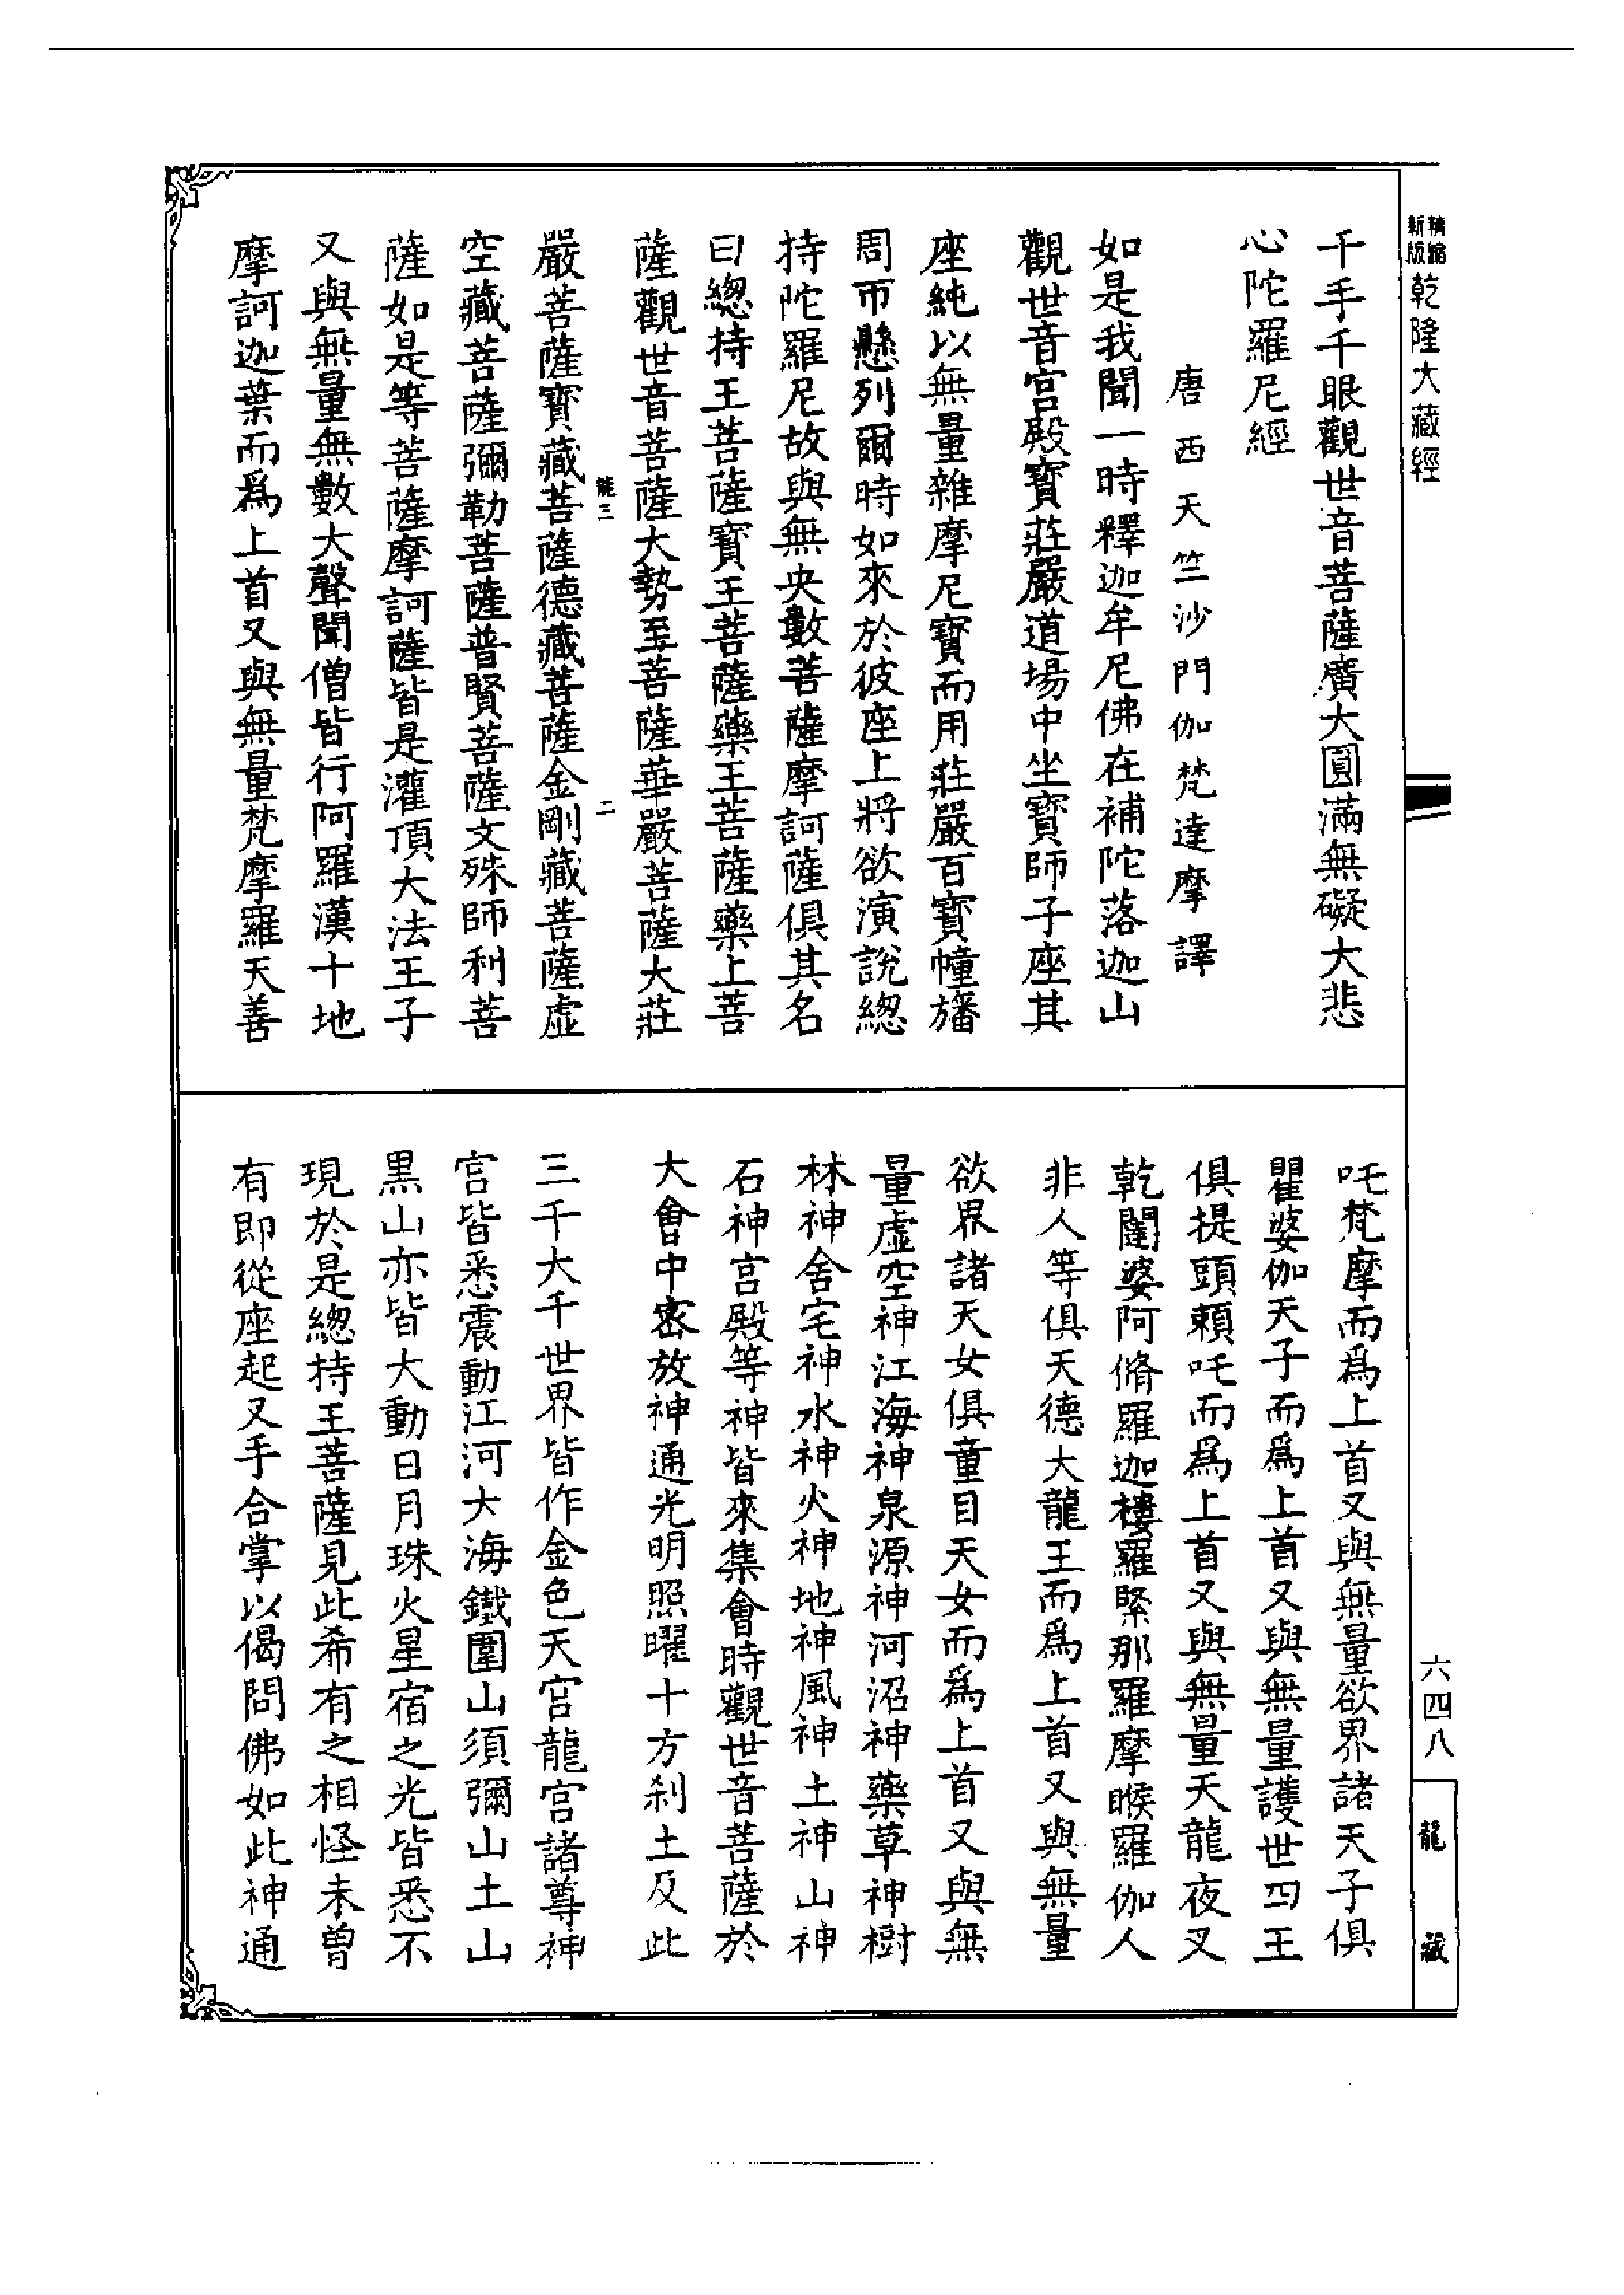 精縮新版乾隆大藏經
千手千眼觀世音菩薩廣大圓滿無礙大悲
心陀羅尼經
唐西天竺沙門伽梵達摩譯
如是我聞一時釋迦牟尼佛在補陀落迦山
觀世音宮殿寶莊嚴道場中坐寶師子座其
座純以無量雜摩尼寶而用莊嚴百寶幢旛
周帀懸列爾時如來於彼座上將欲演說總
持陀羅尼故與無央數菩薩摩訶薩俱其名
曰總持王菩薩寶王菩薩藥王菩薩藥上菩
薩觀世音菩薩大勢至菩薩華嚴菩薩大莊
三 二
嚴菩薩寶藏菩薩德藏菩薩金剛藏菩薩虛
空藏菩薩彌勒菩薩普賢菩薩文殊師利菩
薩如是等菩薩摩訶薩皆是灌頂大法王子
又與無量無數大聲聞僧皆行阿羅漢十地
摩訶迦葉而爲上首又與無量梵摩羅天善
吒梵摩而爲上首又與無量欲界諸天子俱
瞿婆伽天子而爲上首又與無量護世四王
俱提頭賴吒而爲上首又與無量天龍夜叉
乾闥婆阿脩羅迦樓羅緊那羅摩睺羅伽人
非人等俱天德大龍王而爲上首又與無量
欲界諸天女俱童目天女而爲上首又與無
量虛空神江海神泉源神河沼神藥草神樹
林神舍宅神水神火神地神風神土神山神
石神宮殿等神皆來集會時觀世音菩薩於
大會中密放神通光明照曜十方刹土及此
三千大千世界皆作金色天宮龍宮諸尊神
宮皆悉震動江河大海鐵圍山須彌山土山
黑山亦皆大動日月珠火星宿之光皆悉不
現於是總持王菩薩見此希有之相怪未曾
有即從座起又手合掌以偈問佛如此神通
六四八
龍藏